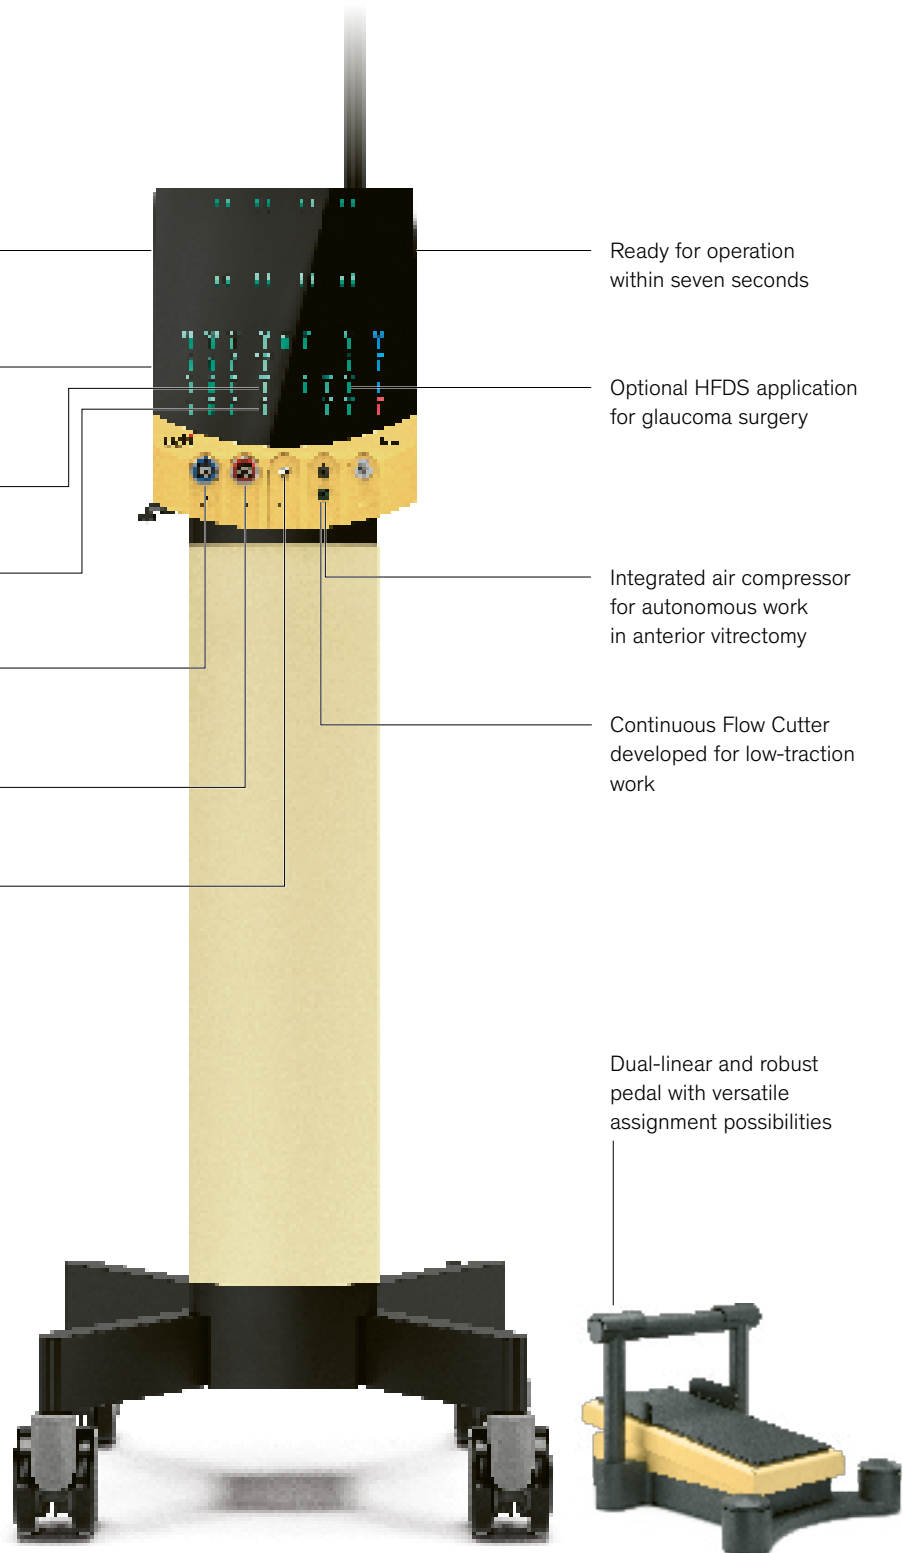 Ready for operation
within seven seconds
Optional HFDS application
for glaucoma surgery
Integrated air compressor
for autonomous work
in anterior vitrectomy
Continuous Flow Cutter
developed for low-traction
work
Dual-linear and robust
pedal with versatile
assignment possibilities